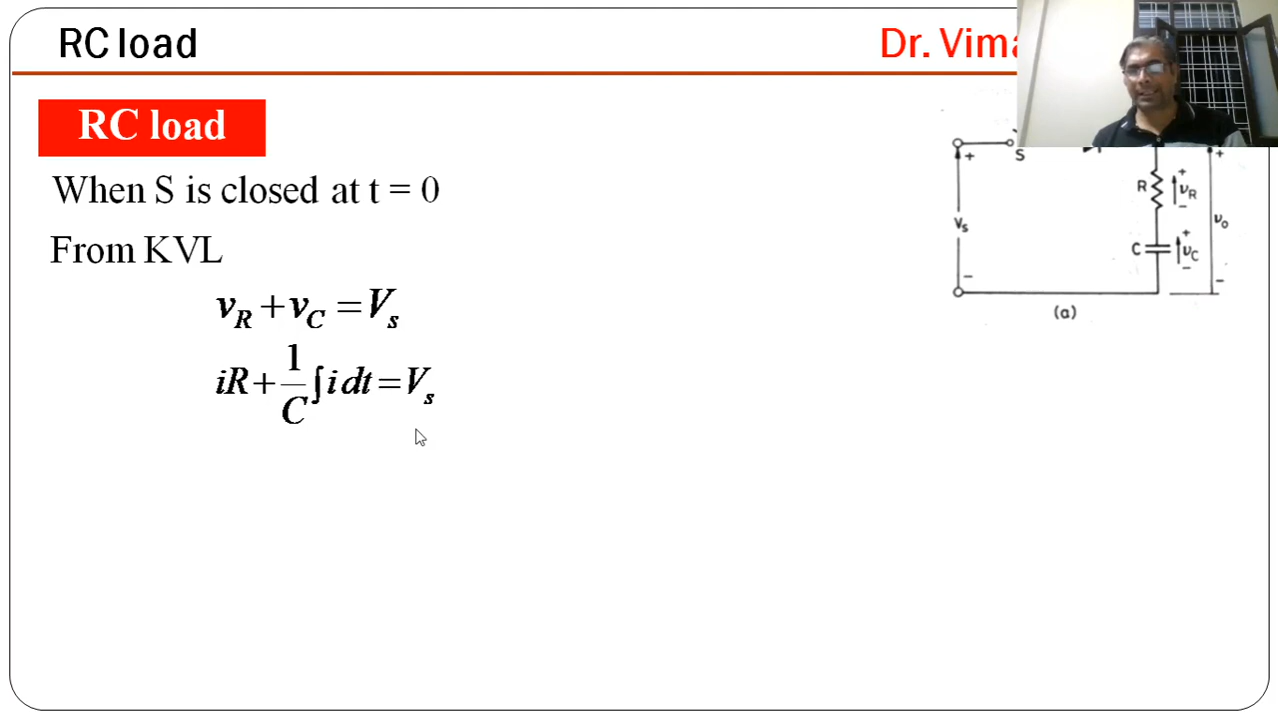 RC load
Dr.
RC load
When S is closed at t = 0
From KVL
v_R + v_C = V_s
iR + 1/C ∫ i dt = V_s
+
S
+
R
+
v_R
−
V_s
v_o
+
C
v_C
−
−
−
(a)